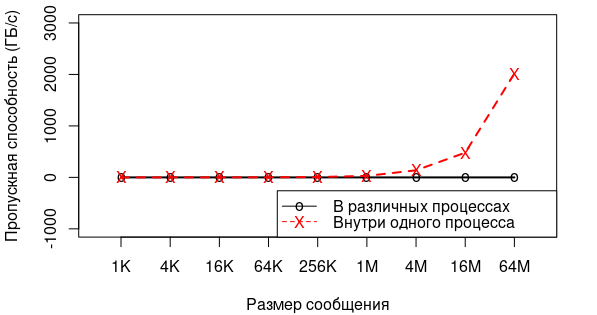 Пропускная способность (ГБ/с)
3000
2000
1000
0
-1000
В различных процессах
Внутри одного процесса
1K 4K 16K 64K 256K 1M 4M 16M 64M
Размер сообщения